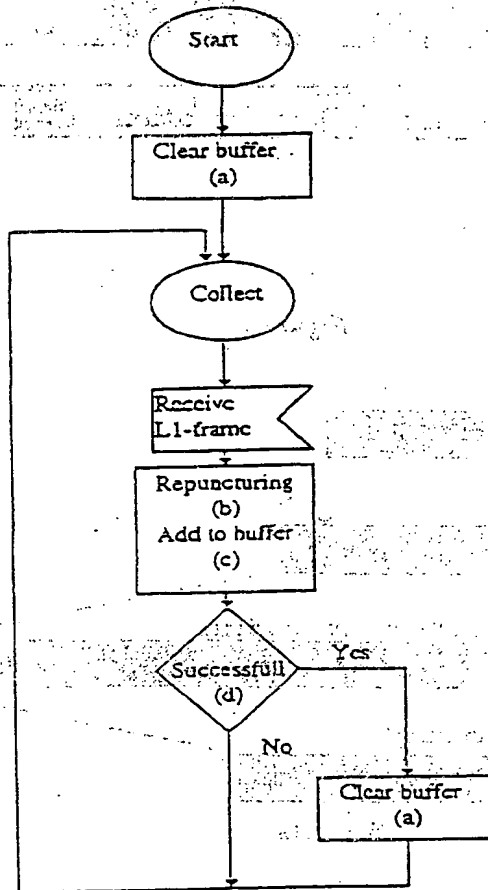 Start
Clear buffer
(a)
Collect
Receive
L1-frame
Repuncturing
(b)
Add to buffer
(c)
Successfull
(d)
Yes
No
Clear buffer
(a)